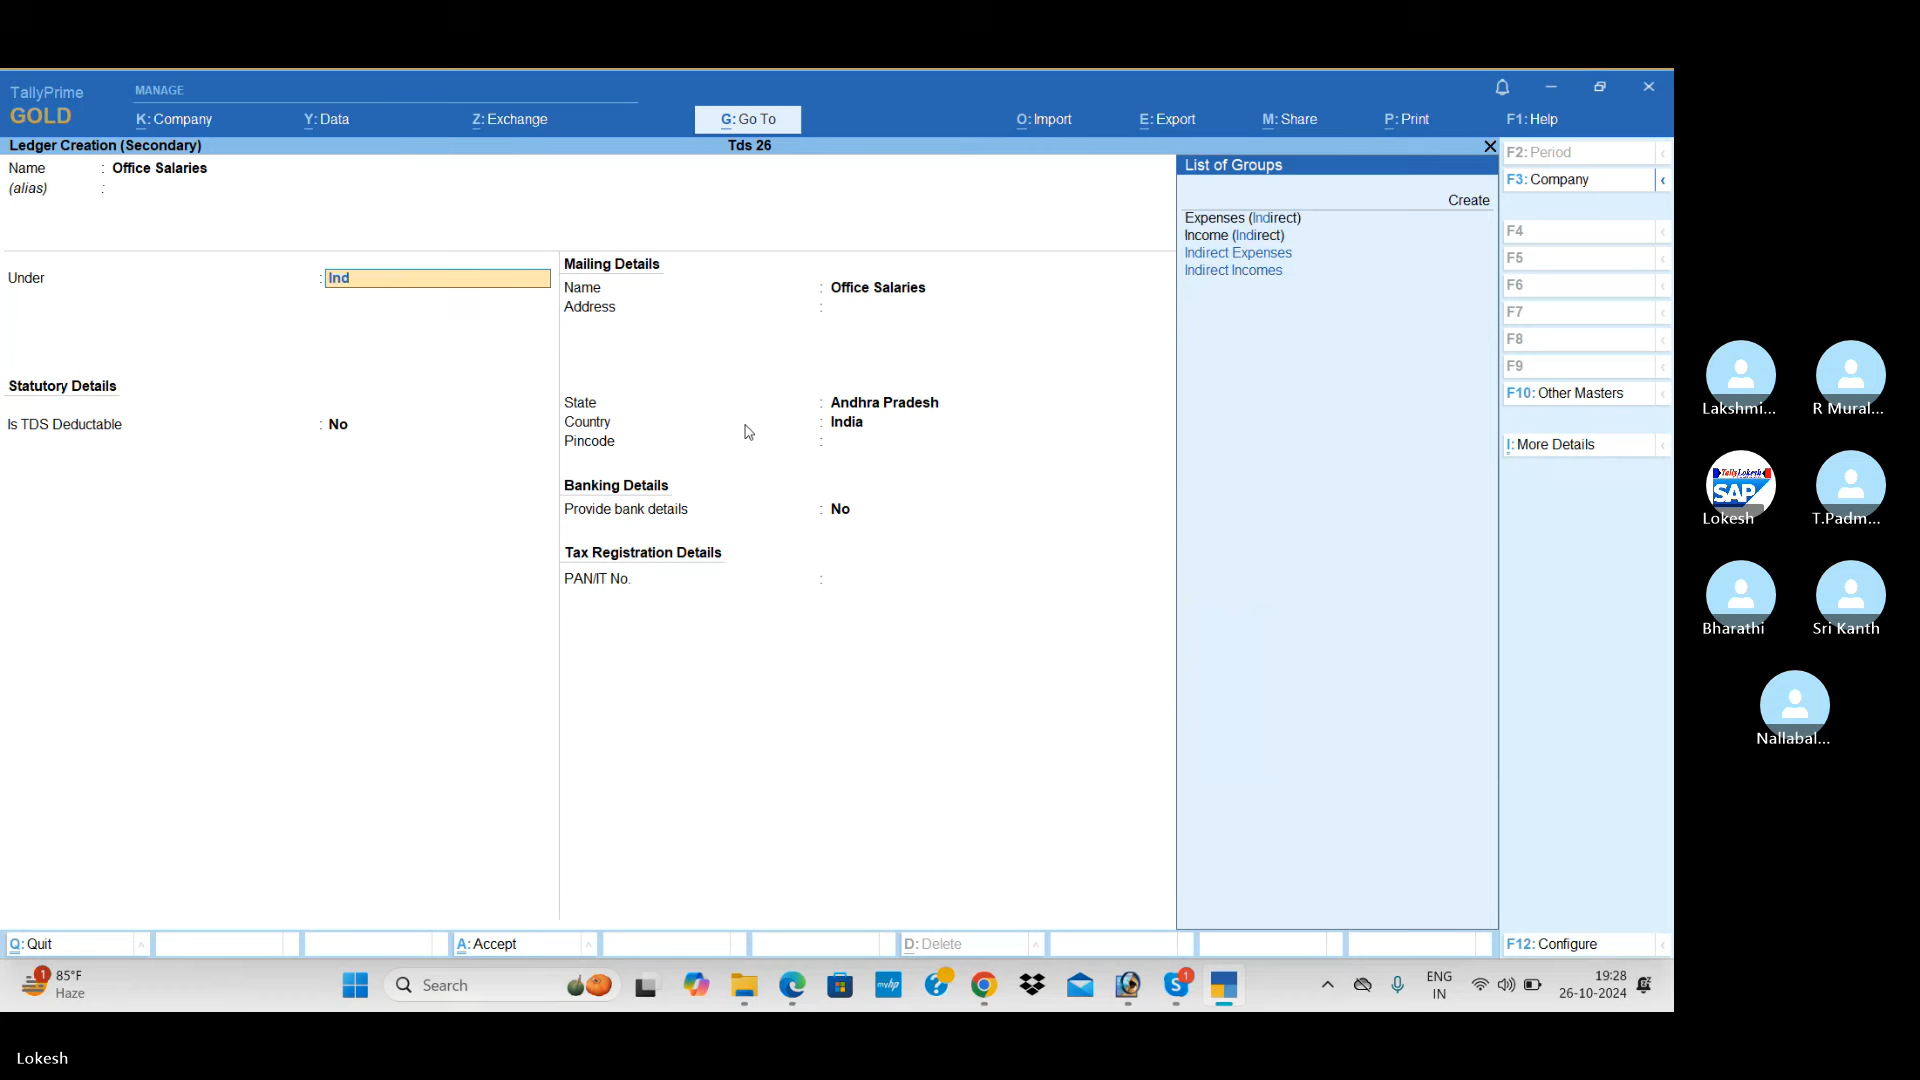 TallyPrime
GOLD
MANAGE
K: Company
Y: Data
Z: Exchange
G: Go To
O: Import
E: Export
M: Share
P: Print
F1: Help
Ledger Creation (Secondary)
Tds 26
Name : Office Salaries
(alias) :
Under : Ind
Statutory Details
Is TDS Deductable : No
Mailing Details
Name : Office Salaries
Address :
State : Andhra Pradesh
Country : India
Pincode :
Banking Details
Provide bank details : No
Tax Registration Details
PAN/IT No. :
List of Groups
Create
Expenses (Indirect)
Income (Indirect)
Indirect Expenses
Indirect Incomes
F2: Period
F3: Company
F4
F5
F6
F7
F8
F9
F10: Other Masters
I: More Details
F12: Configure
Q: Quit
A: Accept
D: Delete
1
85°F
Haze
Search
myhp
1
ENG
IN
19:28
26-10-2024
Lakshmi...
R Mural...
TallyLokesh
SAP
Lokesh
T.Padm...
Bharathi
Sri Kanth
Nallabal...
Lokesh